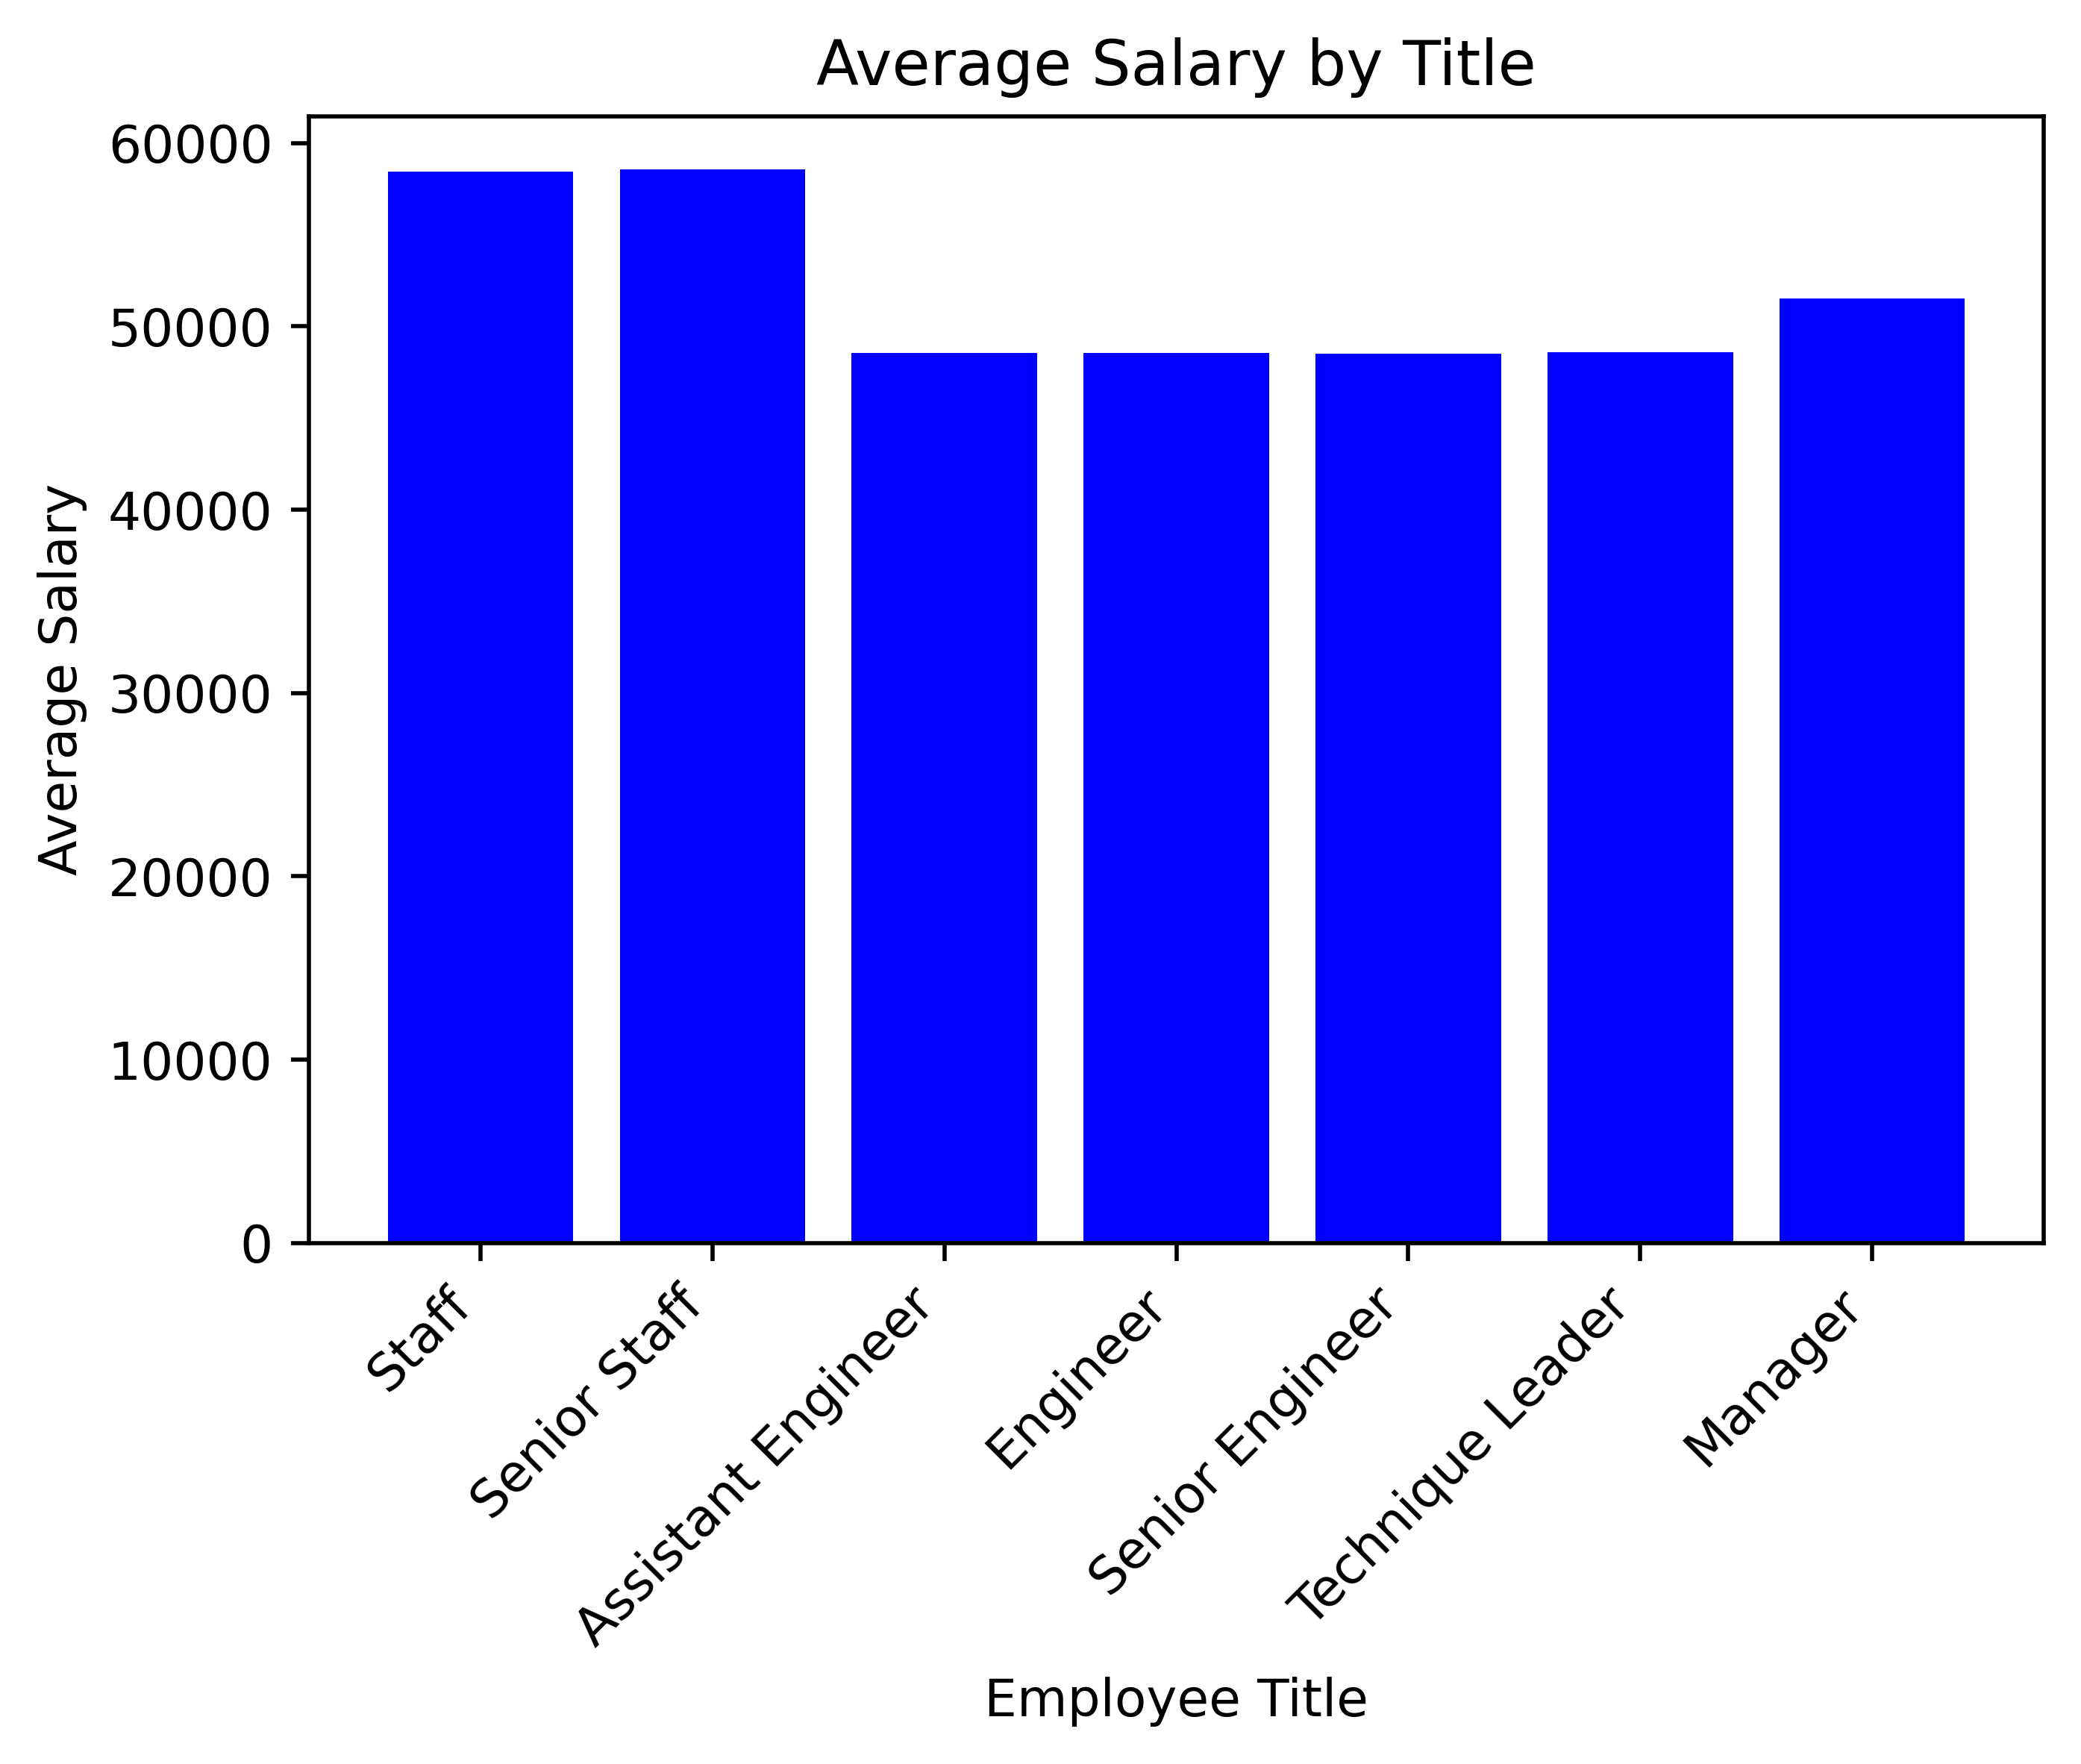 Average Salary by Title
60000
50000
40000
30000
20000
10000
0
Average Salary
Staff
Senior Staff
Assistant Engineer
Engineer
Senior Engineer
Technique Leader
Manager
Employee Title